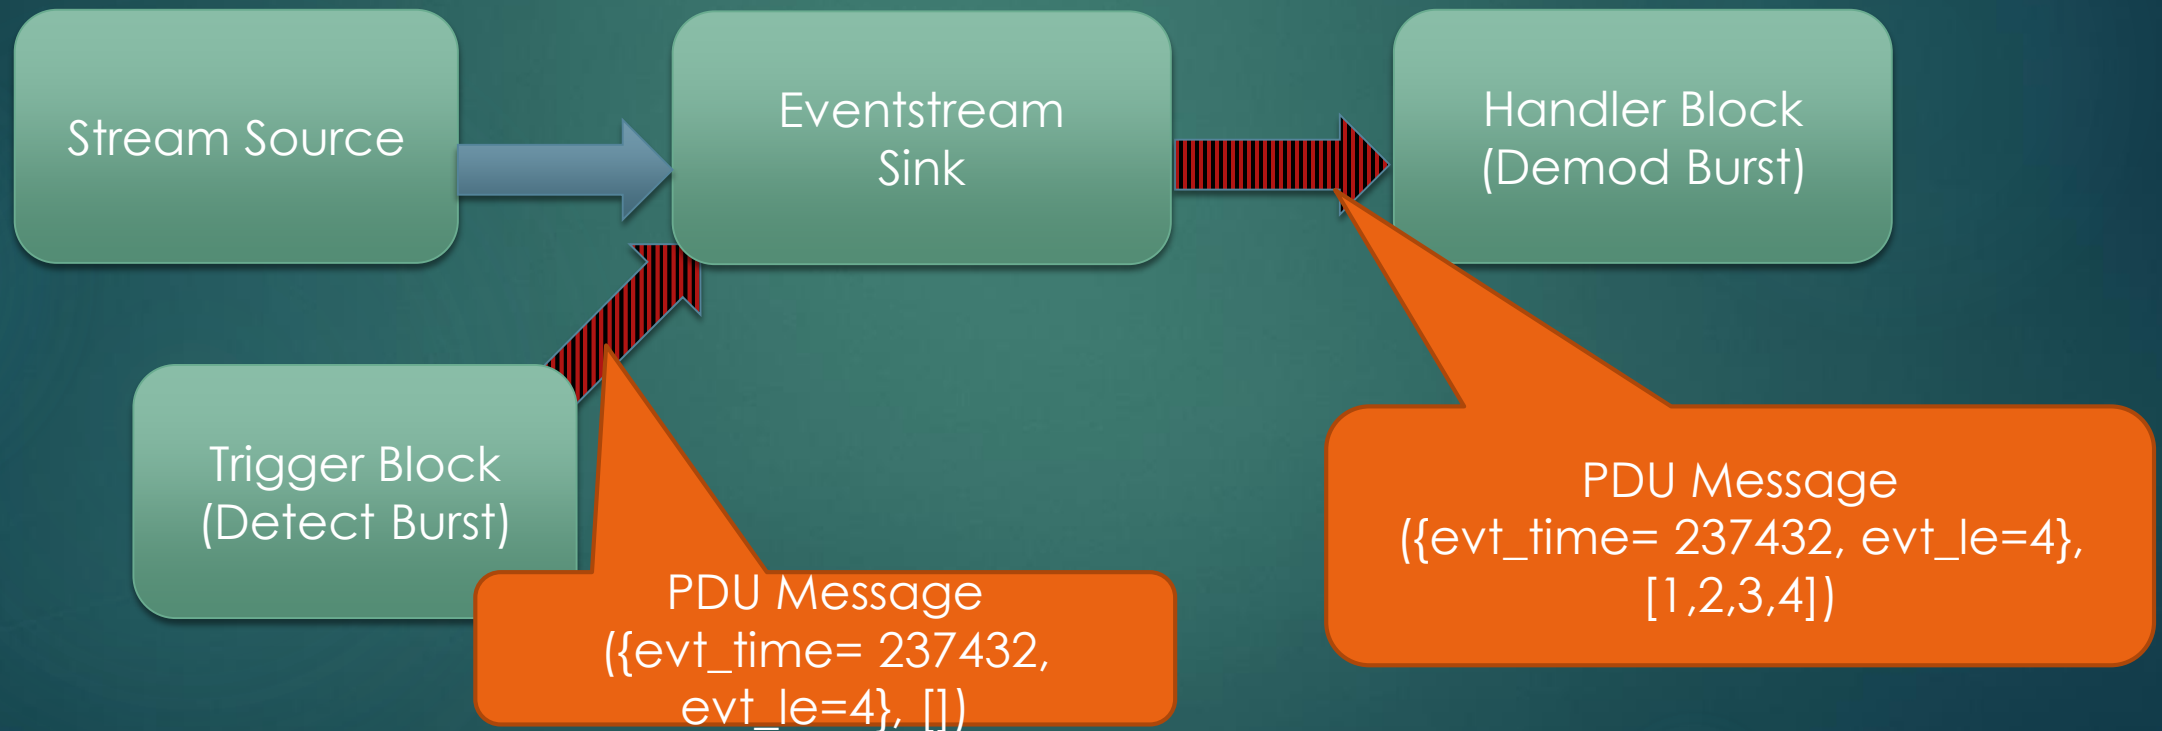 Stream Source
Eventstream
Sink
Handler Block
(Demod Burst)
Trigger Block
(Detect Burst)
PDU Message
({evt_time= 237432,
evt_le=4}, [])
PDU Message
({evt_time= 237432, evt_le=4},
[1,2,3,4])